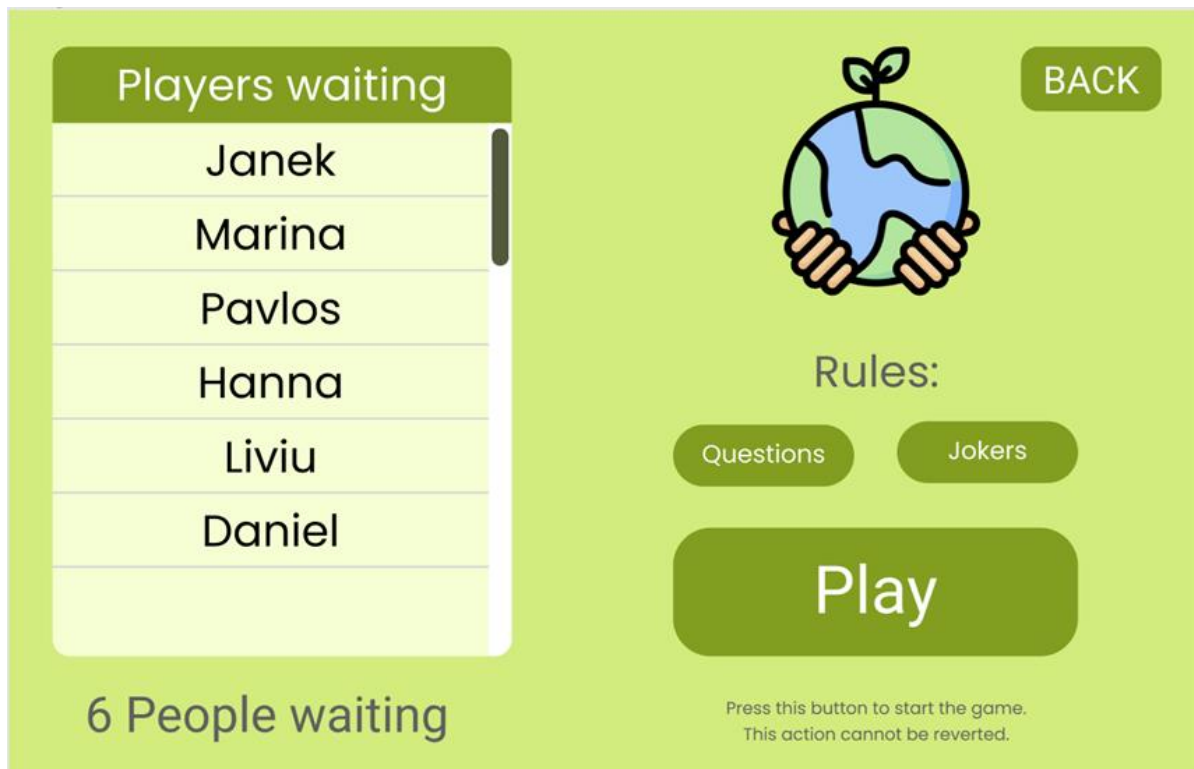 Players waiting
Janek
Marina
Pavlos
Hanna
Liviu
Daniel
6 People waiting
BACK
Rules:
Questions
Jokers
Play
Press this button to start the game.
This action cannot be reverted.